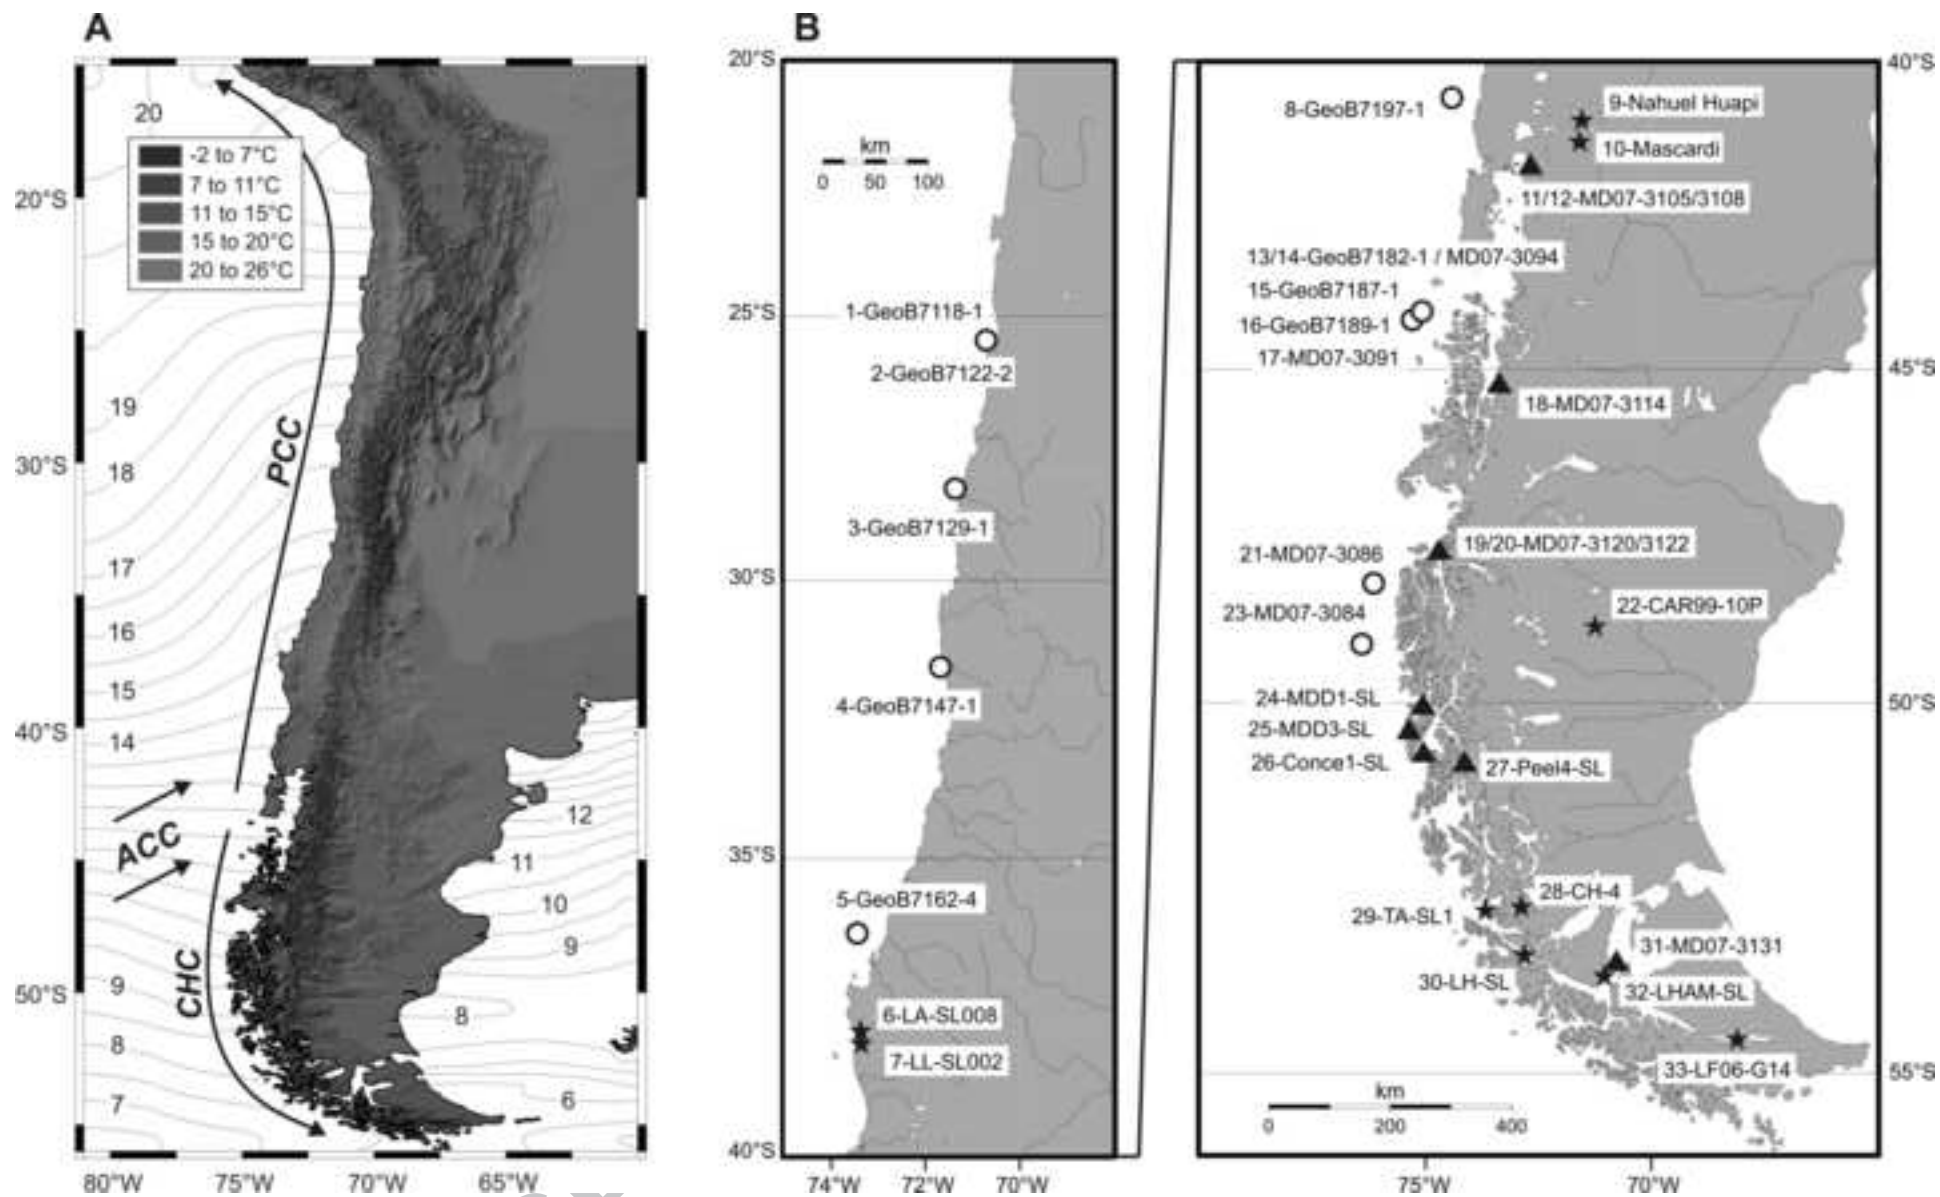 A
20
-2 to 7°C
7 to 11°C
11 to 15°C
15 to 20°C
20 to 26°C
20°S
30°S
40°S
50°S
19
18
17
16
15
14
PCC
ACC
CHC
9
8
7
12
11
10
9
8
6
80°W 75°W 70°W 65°W
B
20°S
25°S
30°S
35°S
40°S
km
0 50 100
1-GeoB7118-1
2-GeoB7122-2
3-GeoB7129-1
4-GeoB7147-1
5-GeoB7162-4
6-LA-SL008
7-LL-SL002
74°W 72°W 70°W
40°S
45°S
50°S
55°S
8-GeoB7197-1
9-Nahuel Huapi
10-Mascardi
11/12-MD07-3105/3108
13/14-GeoB7182-1 / MD07-3094
15-GeoB7187-1
16-GeoB7189-1
17-MD07-3091
18-MD07-3114
19/20-MD07-3120/3122
21-MD07-3086
22-CAR99-10P
23-MD07-3084
24-MDD1-SL
25-MDD3-SL
26-Conce1-SL
27-Peel4-SL
28-CH-4
29-TA-SL1
30-LH-SL
31-MD07-3131
32-LHAM-SL
33-LF06-G14
km
0 200 400
75°W 70°W